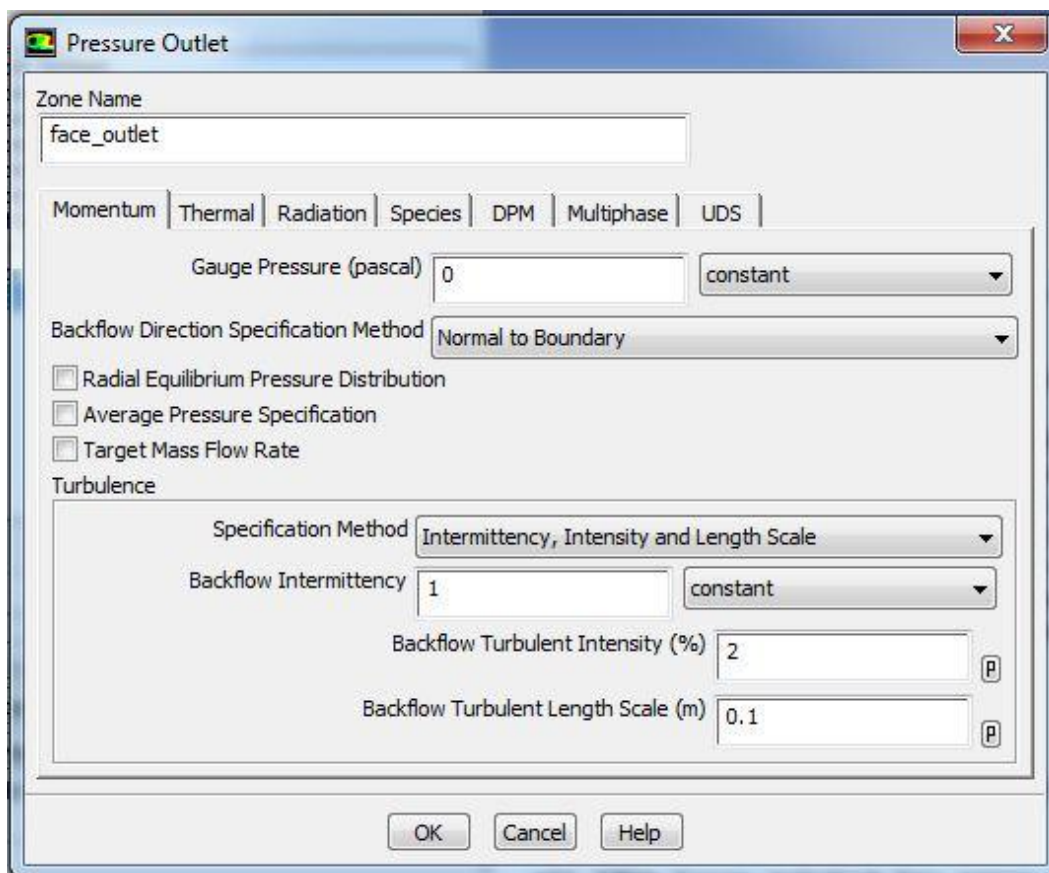 Pressure Outlet
X
Zone Name
face_outlet
Momentum Thermal Radiation Species DPM Multiphase UDS
Gauge Pressure (pascal) 0 constant
Backflow Direction Specification Method Normal to Boundary
Radial Equilibrium Pressure Distribution
Average Pressure Specification
Target Mass Flow Rate
Turbulence
Specification Method Intermittency, Intensity and Length Scale
Backflow Intermittency 1 constant
Backflow Turbulent Intensity (%) 2 P
Backflow Turbulent Length Scale (m) 0.1 P
OK Cancel Help